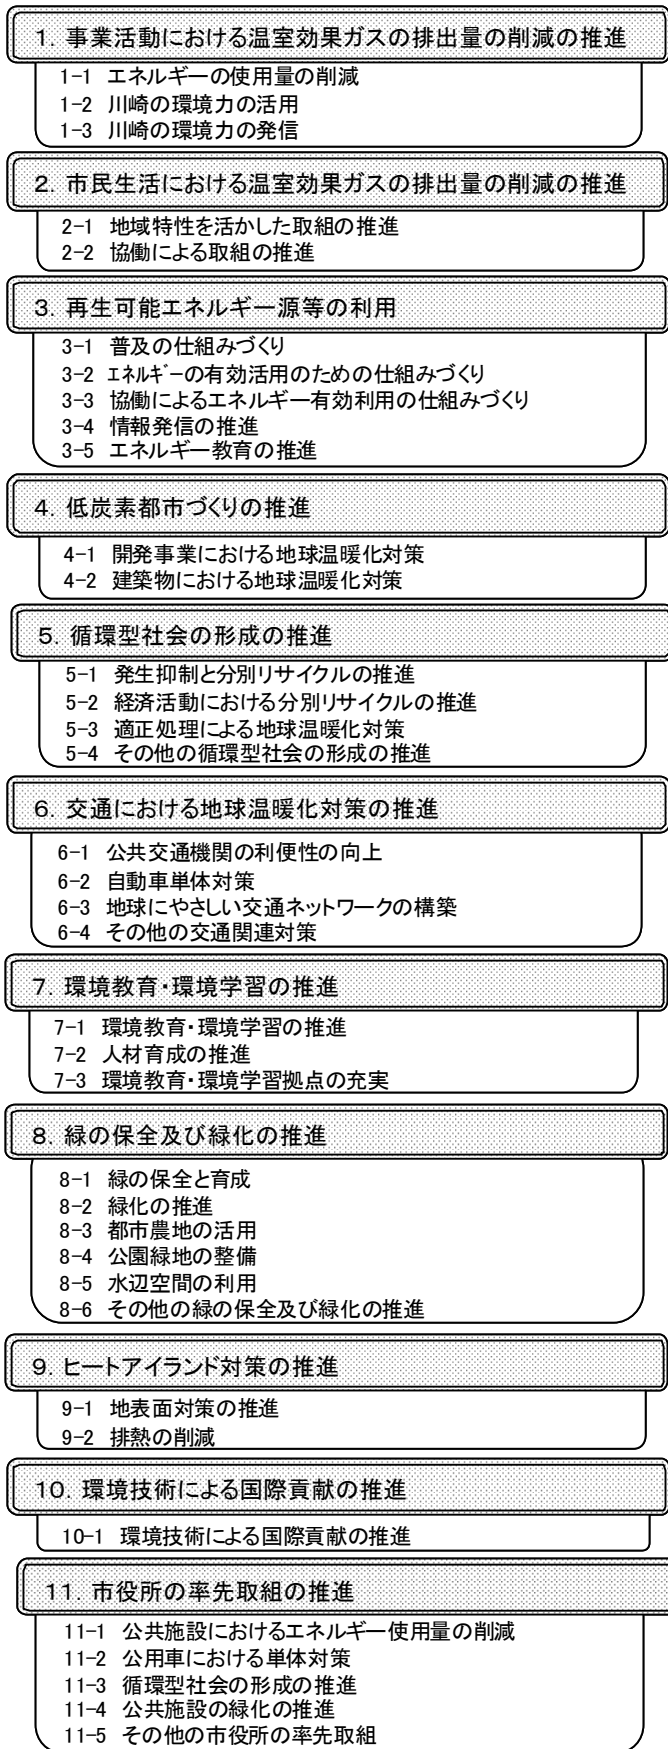 1. 事業活動における温室効果ガスの排出量の削減の推進
1-1 エネルギーの使用量の削減
1-2 川崎の環境力の活用
1-3 川崎の環境力の発信
2. 市民生活における温室効果ガスの排出量の削減の推進
2-1 地域特性を活かした取組の推進
2-2 協働による取組の推進
3. 再生可能エネルギー源等の利用
3-1 普及の仕組みづくり
3-2 エネルギーの有効活用のための仕組みづくり
3-3 協働によるエネルギー有効利用の仕組みづくり
3-4 情報発信の推進
3-5 エネルギー教育の推進
4. 低炭素都市づくりの推進
4-1 開発事業における地球温暖化対策
4-2 建築物における地球温暖化対策
5. 循環型社会の形成の推進
5-1 発生抑制と分別リサイクルの推進
5-2 経済活動における分別リサイクルの推進
5-3 適正処理による地球温暖化対策
5-4 その他の循環型社会の形成の推進
6. 交通における地球温暖化対策の推進
6-1 公共交通機関の利便性の向上
6-2 自動車単体対策
6-3 地球にやさしい交通ネットワークの構築
6-4 その他の交通関連対策
7. 環境教育・環境学習の推進
7-1 環境教育・環境学習の推進
7-2 人材育成の推進
7-3 環境教育・環境学習拠点の充実
8. 緑の保全及び緑化の推進
8-1 緑の保全と育成
8-2 緑化の推進
8-3 都市農地の活用
8-4 公園緑地の整備
8-5 水辺空間の利用
8-6 その他の緑の保全及び緑化の推進
9. ヒートアイランド対策の推進
9-1 地表面対策の推進
9-2 排熱の削減
10. 環境技術による国際貢献の推進
10-1 環境技術による国際貢献の推進
11. 市役所の率先取組の推進
11-1 公共施設におけるエネルギー使用量の削減
11-2 公用車における単体対策
11-3 循環型社会の形成の推進
11-4 公共施設の緑化の推進
11-5 その他の市役所の率先取組